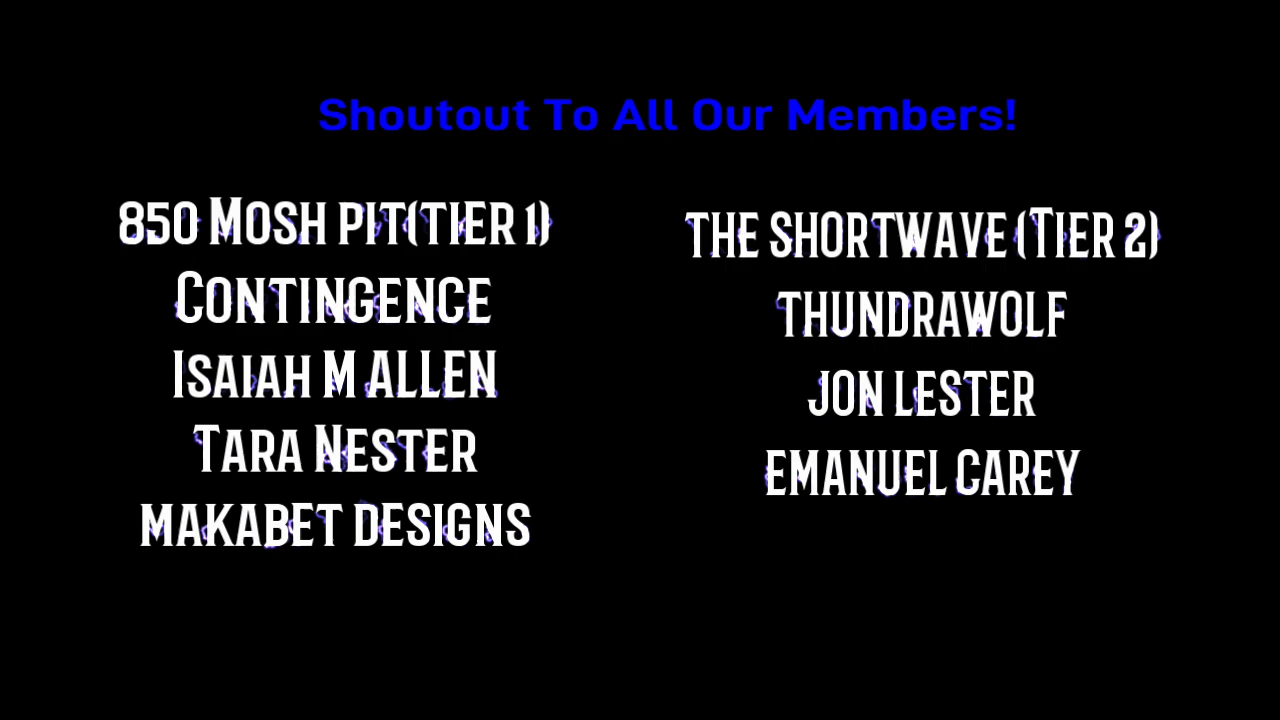 Shoutout To All Our Members!
850 Mosh pit(tier 1)
Contingence
Isaiah M Allen
Tara Nester
makabet designs
the shortwave (Tier 2)
thundrawolf
jon lester
emanuel carey